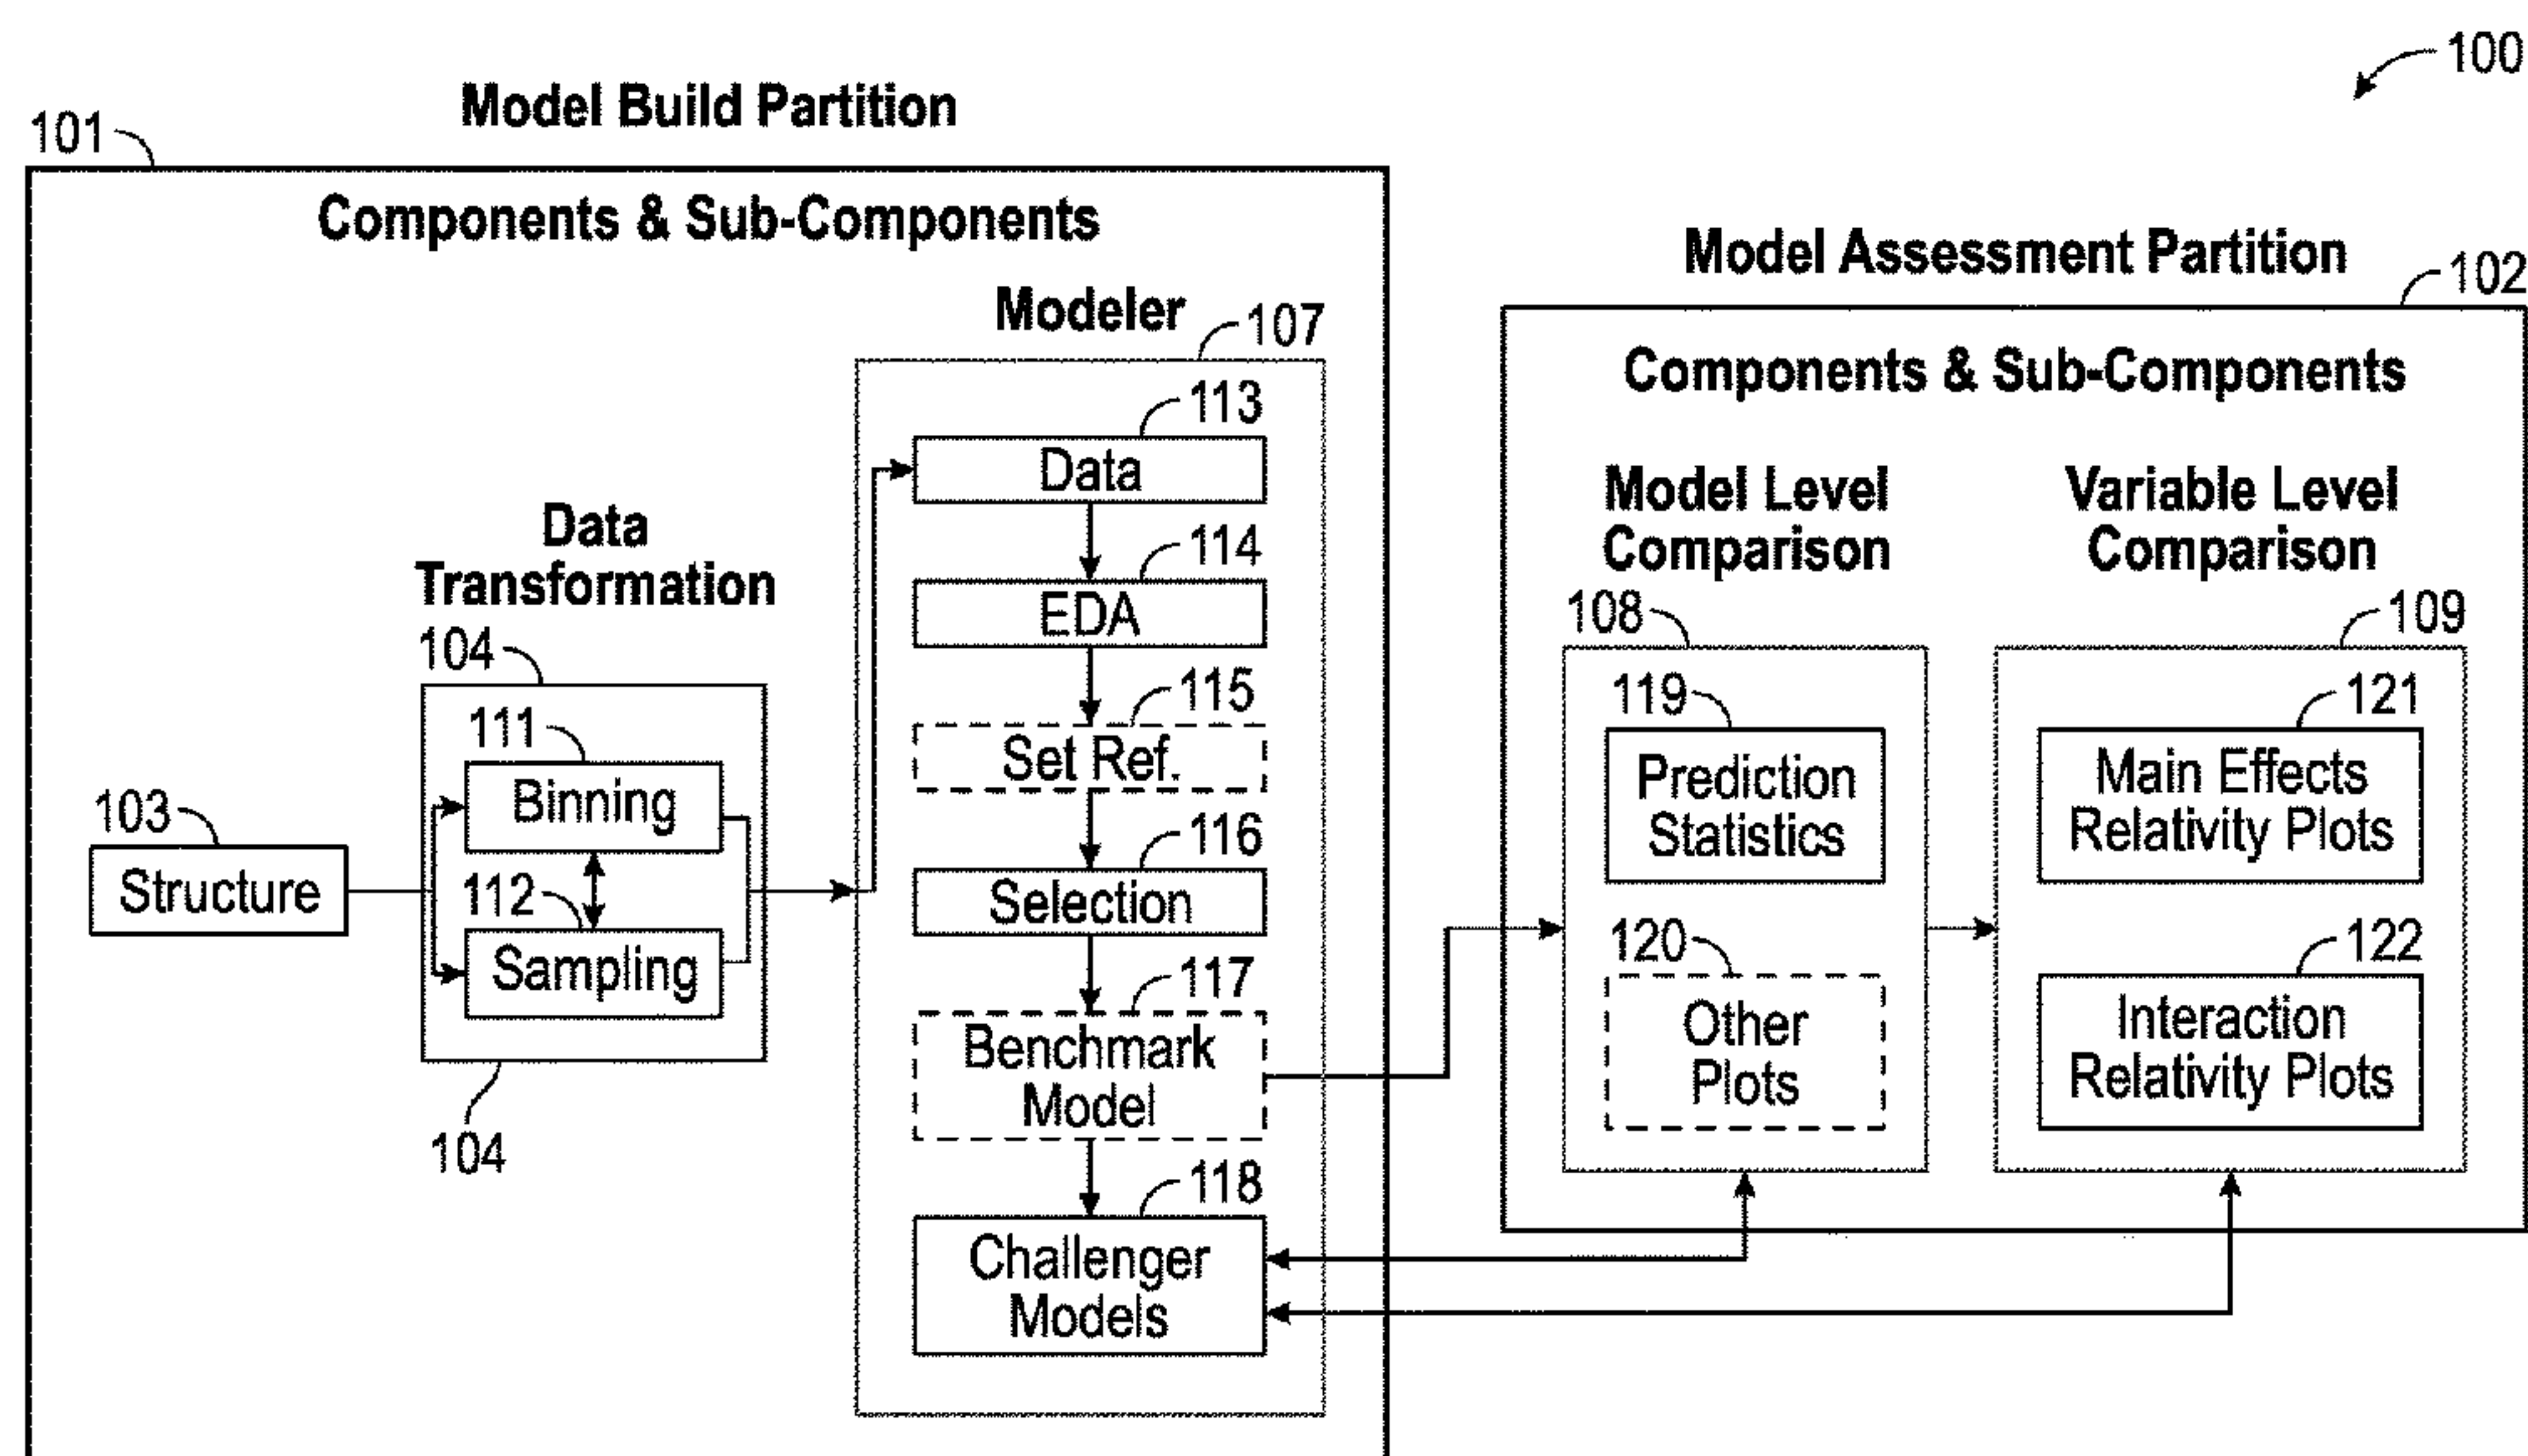 100
Model Build Partition
101
Components & Sub-Components
Modeler
107
113
Data
114
EDA
115
Set Ref.
116
Selection
117
Benchmark
Model
118
Challenger
Models
Data
Transformation
104
111
Binning
112
Sampling
104
103
Structure
Model Assessment Partition
102
Components & Sub-Components
Model Level
Comparison
108
119
Prediction
Statistics
120
Other
Plots
Variable Level
Comparison
109
121
Main Effects
Relativity Plots
122
Interaction
Relativity Plots